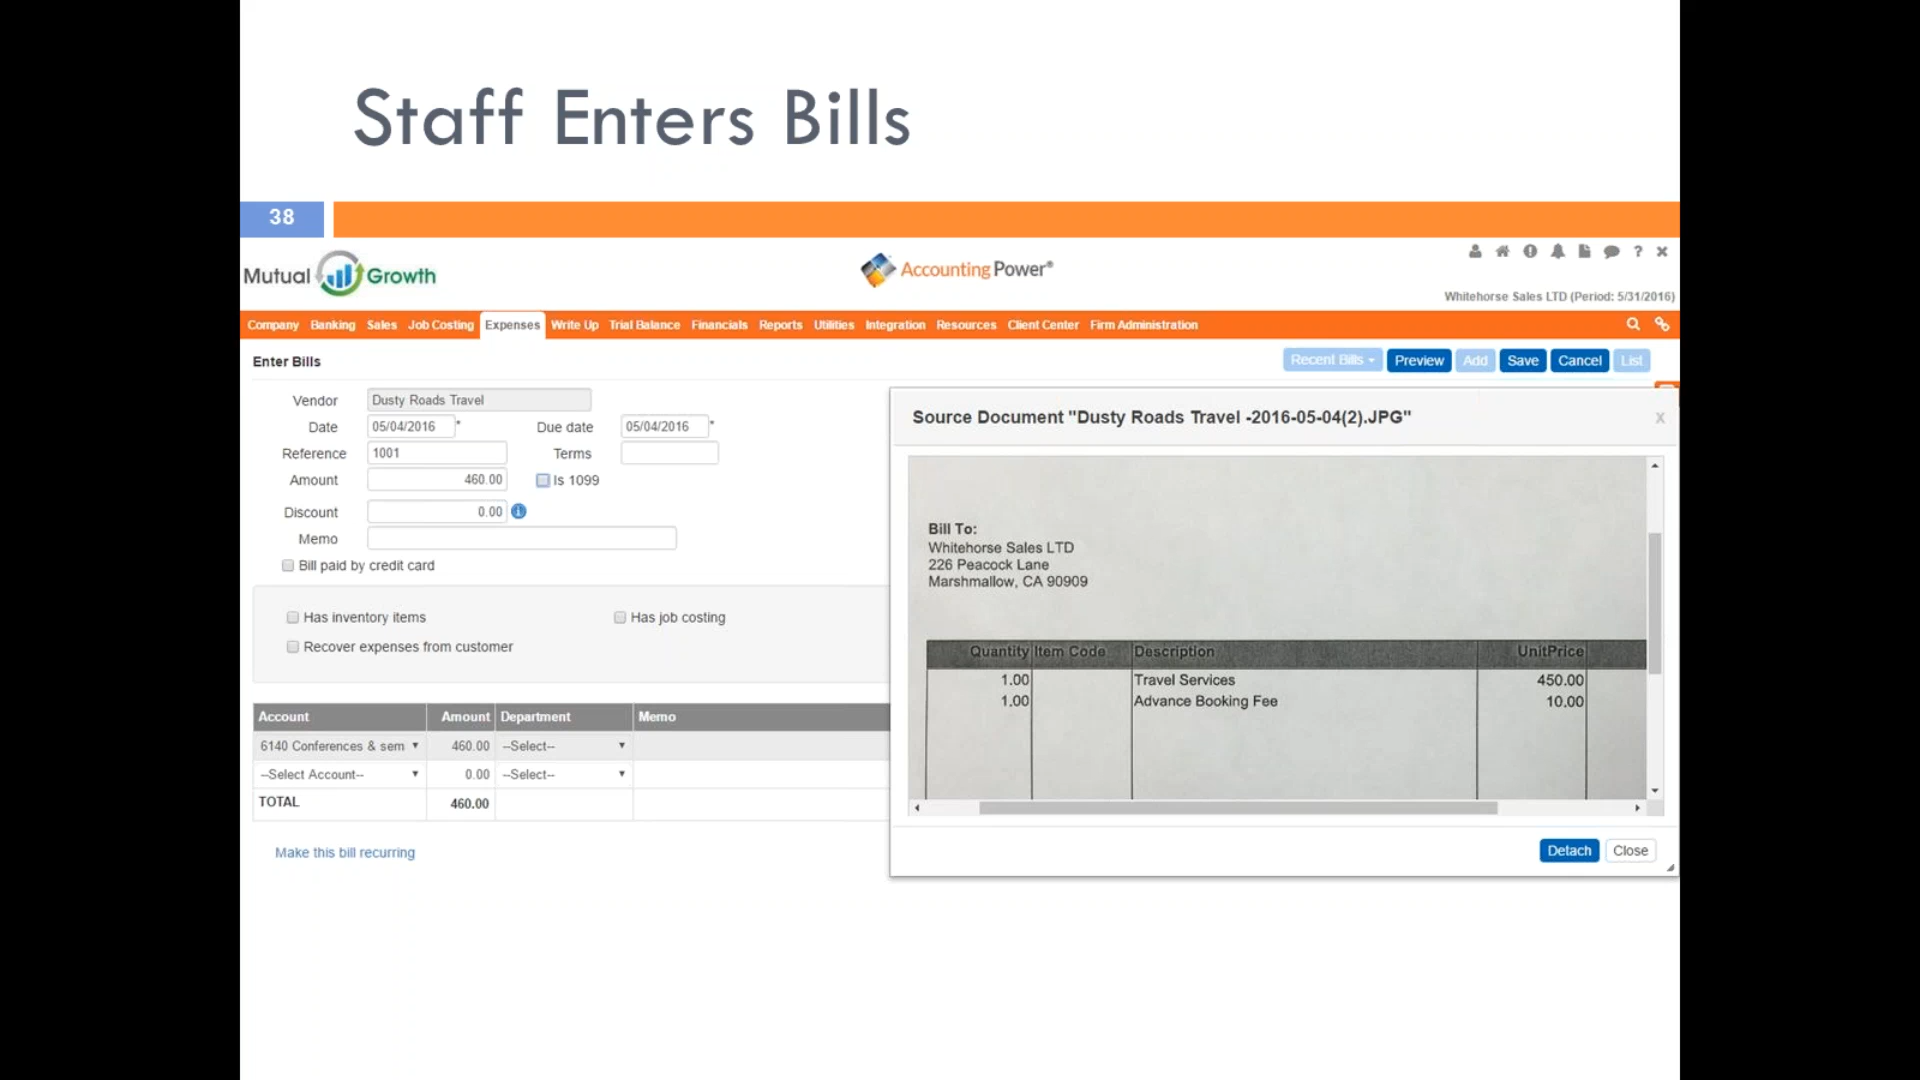 Staff Enters Bills
38
Mutual Growth
Accounting Power®
Whitehorse Sales LTD (Period: 5/31/2016)
Company Banking Sales Job Costing Expenses Write Up Trial Balance Financials Reports Utilities Integration Resources Client Center Firm Administration
Enter Bills
Recent Bills Preview Add Save Cancel List
Vendor Dusty Roads Travel
Date 05/04/2016 * Due date 05/04/2016 *
Reference 1001 Terms
Amount 460.00 Is 1099
Discount 0.00
Memo
Bill paid by credit card
Has inventory items Has job costing
Recover expenses from customer
Account Amount Department Memo
6140 Conferences & sem 460.00 --Select--
--Select Account-- 0.00 --Select--
TOTAL 460.00
Make this bill recurring
Source Document "Dusty Roads Travel -2016-05-04(2).JPG" x
Bill To:
Whitehorse Sales LTD
226 Peacock Lane
Marshmallow, CA 90909
Quantity Item Code Description UnitPrice
1.00 Travel Services 450.00
1.00 Advance Booking Fee 10.00
Detach Close